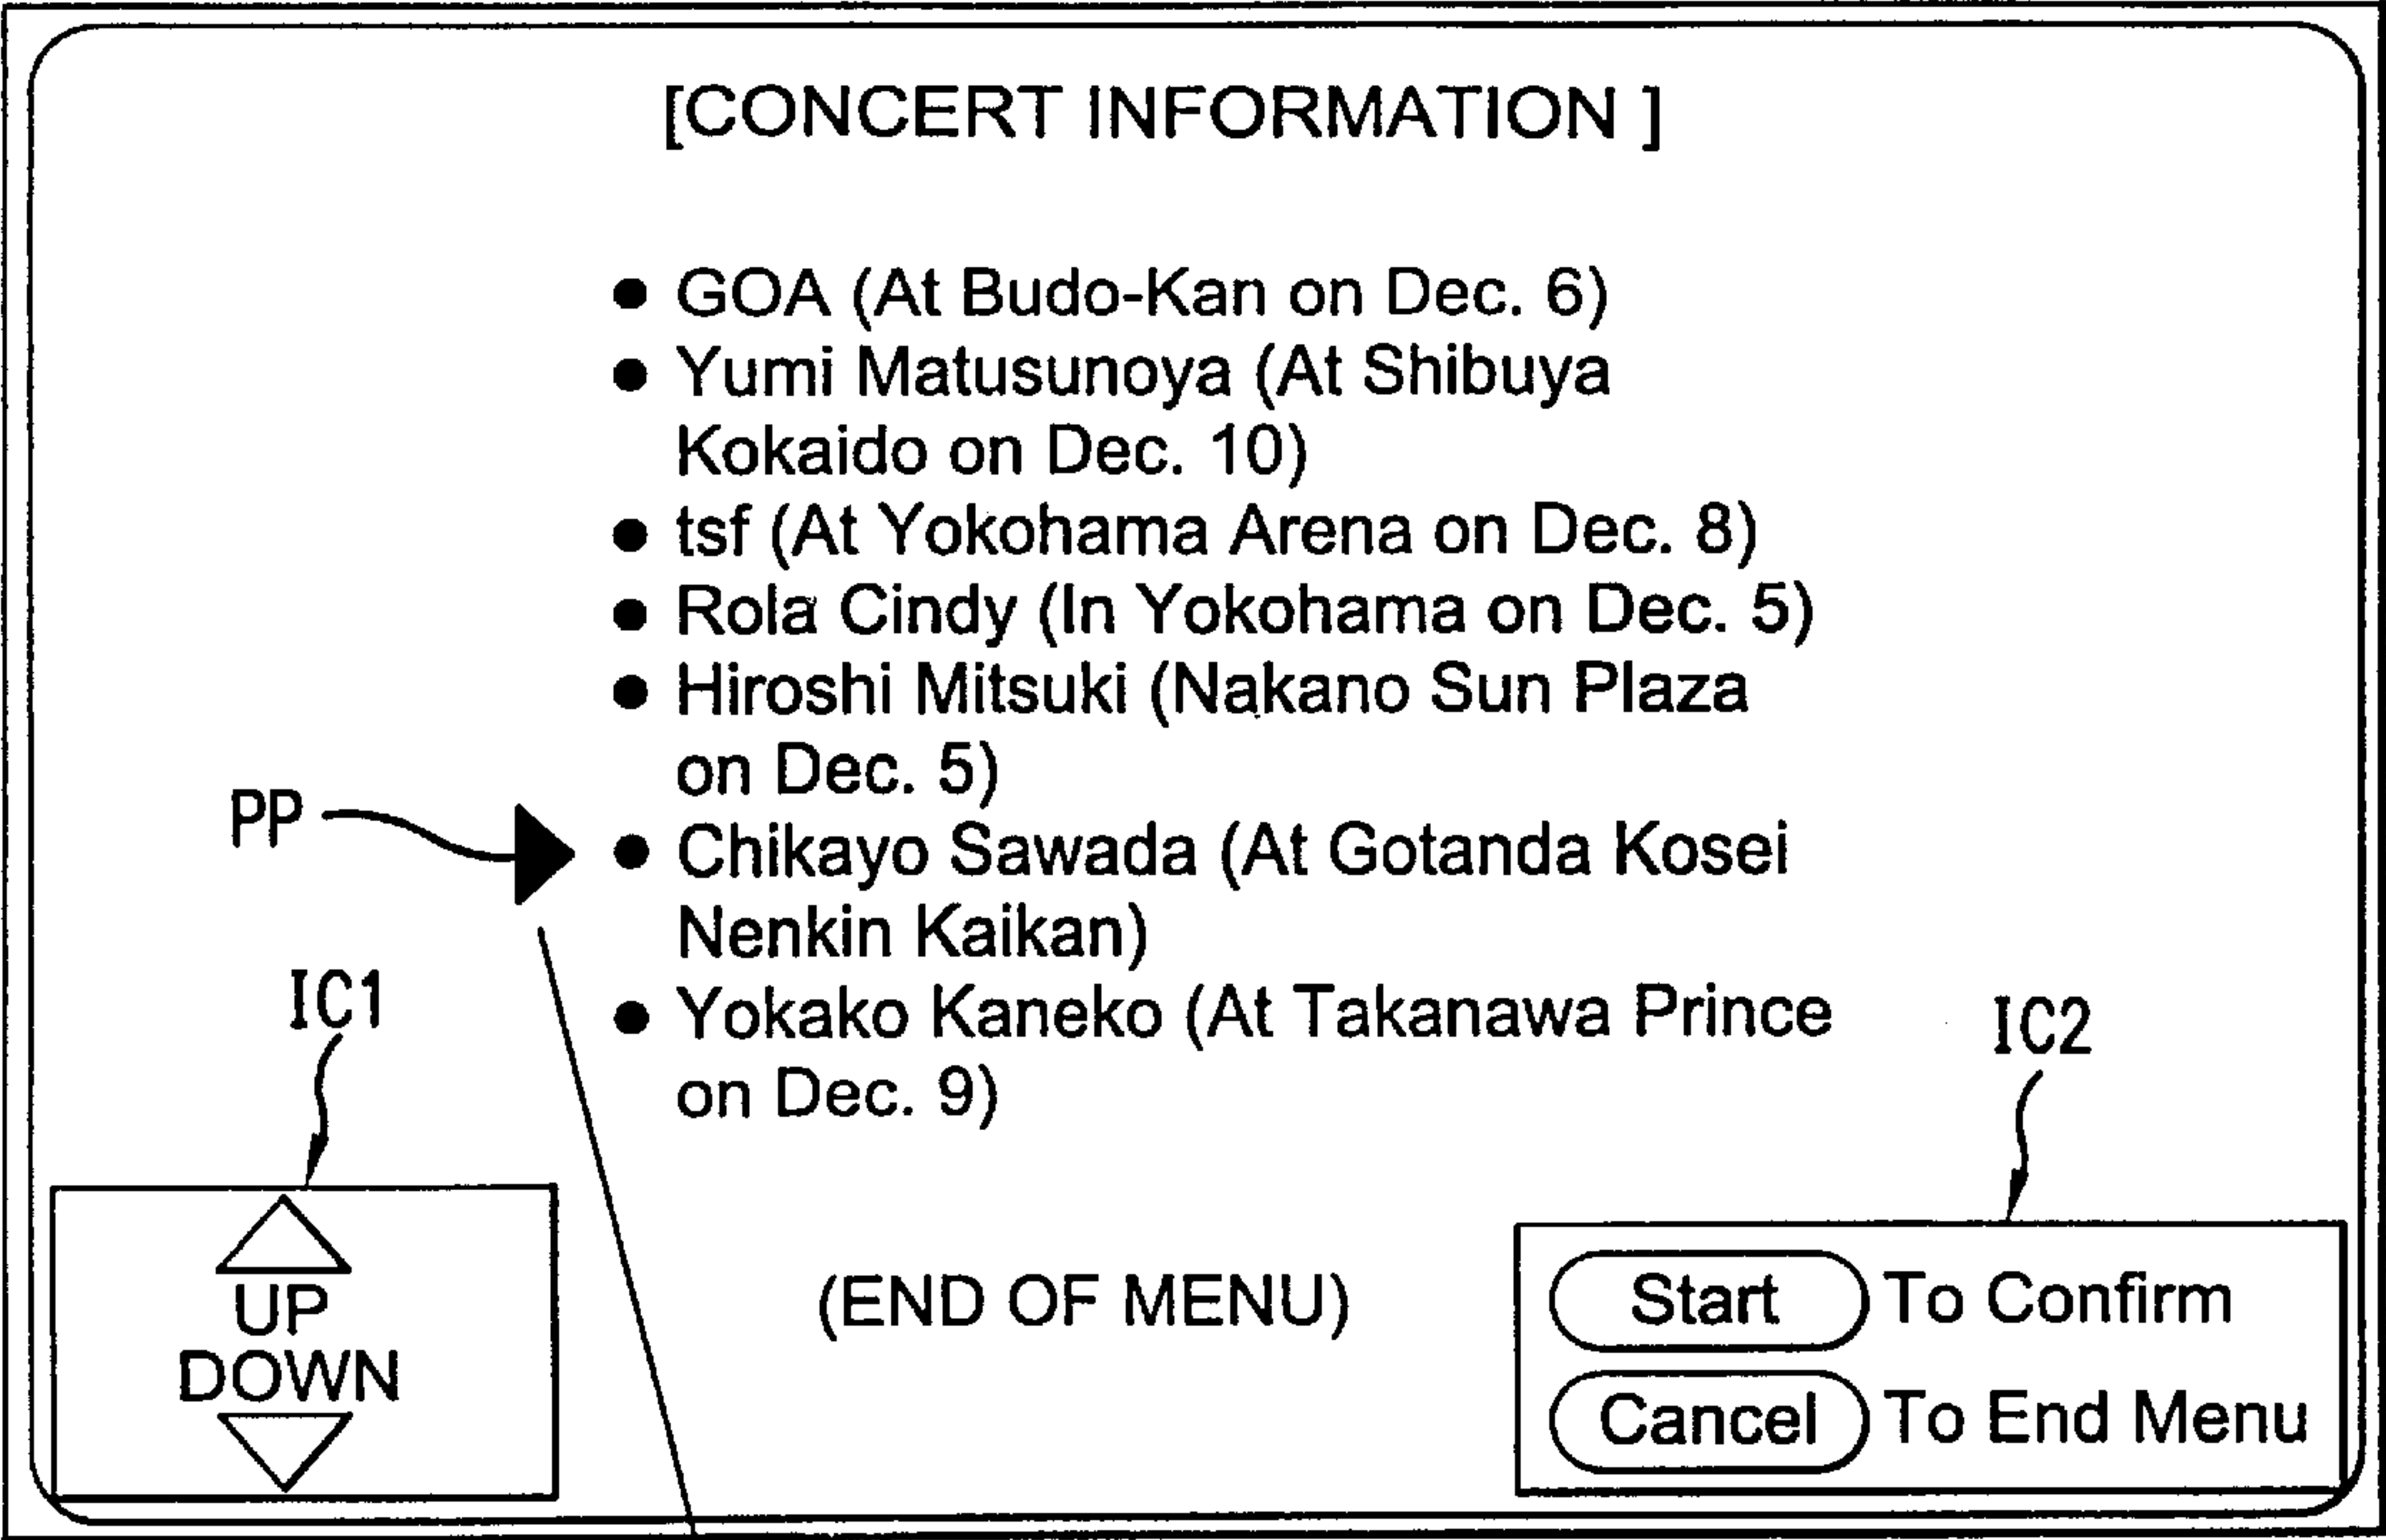 [CONCERT INFORMATION ]
● GOA (At Budo-Kan on Dec. 6)
● Yumi Matusunoya (At Shibuya
Kokaido on Dec. 10)
● tsf (At Yokohama Arena on Dec. 8)
● Rola Cindy (In Yokohama on Dec. 5)
● Hiroshi Mitsuki (Nakano Sun Plaza
on Dec. 5)
PP
● Chikayo Sawada (At Gotanda Kosei
Nenkin Kaikan)
● Yokako Kaneko (At Takanawa Prince
on Dec. 9)
IC1
IC2
UP
DOWN
(END OF MENU)
Start To Confirm
Cancel To End Menu